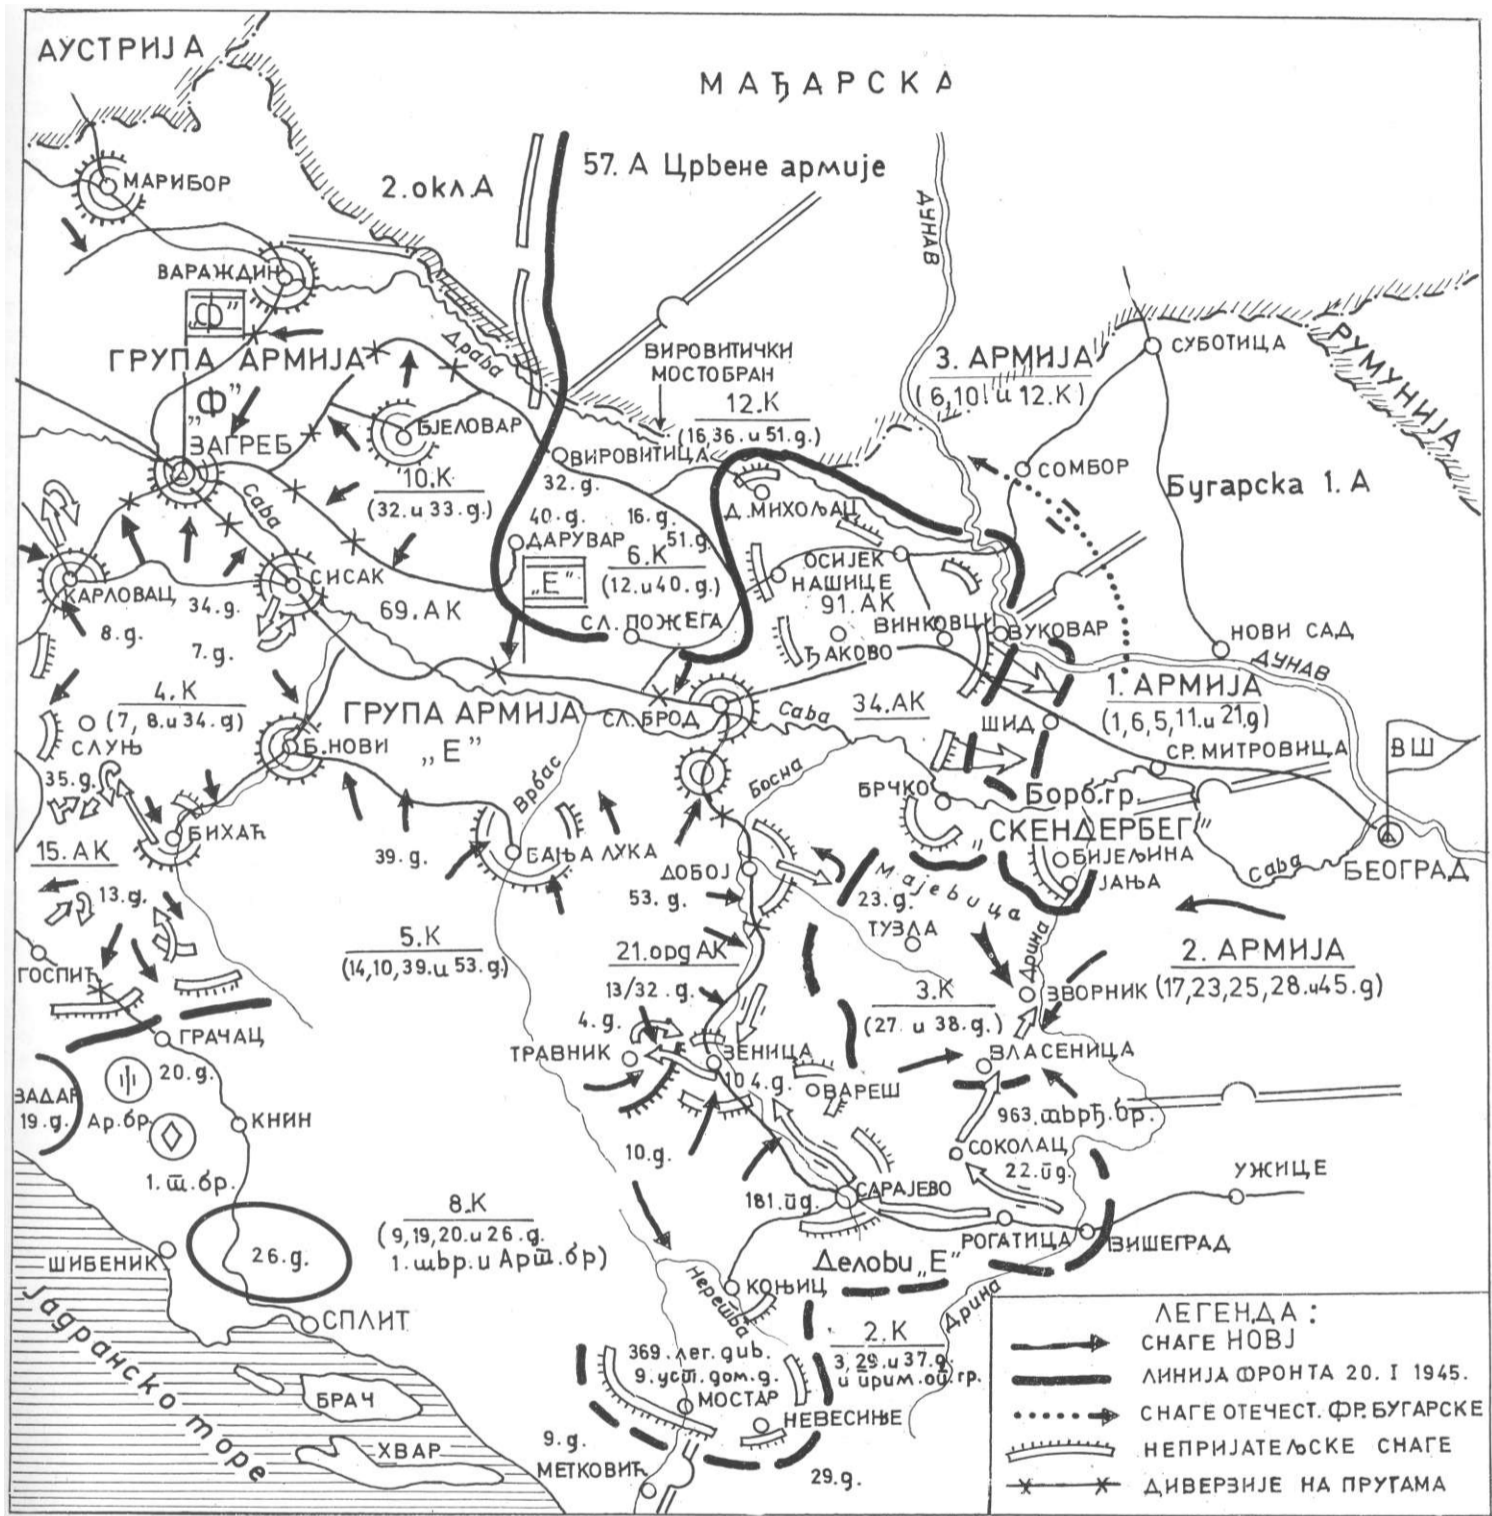 АУСТРИЈА
МАЂАРСКА
57. А Црвене армије
2. окл. А
МАРИБОР
ДУНАВ
ВАРАЖДИН
„Ф"
ГРУПА АРМИЈА
„Ф"
Драва
ВИРОВИТИЧКИ
МОСТОБРАН
12. К
(16, 36. и 51. д.)
3. АРМИЈА
(6, 10. и 12. К)
СУБОТИЦА
РУМУНИЈА
ЗАГРЕБ
БЈЕЛОВАР
ВИРОВИТИЦА
СОМБОР
Бугарска 1. А
Сава
10. К
(32. и 33. д.)
32. д.
Д. МИХОЉАЦ
40. д.
16. д.
51. д.
ДАРУВАР
„Е"
6. К
(12. и 40. д.)
ОСИЈЕК
НАШИЦЕ
КАРЛОВАЦ
СИСАК
34. д.
69. АК
91. АК
8. д.
7. д.
СЛ. ПОЖЕГА
ЂАКОВО
ВИНКОВЦИ
ВУКОВАР
НОВИ САД
ДУНАВ
4. К
(7, 8. и 34. д)
СЛУЊ
35. д.
ГРУПА АРМИЈА
„Е"
Б. НОВИ
СЛ. БРОД
Сава
34. АК
ШИД
1. АРМИЈА
(1, 6, 5, 11. и 21. д)
СР. МИТРОВИЦА
ВШ
Врбас
Босна
БРЧКО
Борб. гр.
„СКЕНДЕРБЕГ"
БИХАЋ
15. АК
39. д.
БАЊА ЛУКА
ДОБОЈ
БИЈЕЉИНА
ЈАЊА
Сава
БЕОГРАД
13. д.
53. д.
Мајевица
23. д.
ТУЗЛА
5. К
(14, 10, 39. и 53. д.)
21. орд АК
Дрина
2. АРМИЈА
(17, 23, 25, 28. и 45. д)
ГОСПИЋ
13/32. д.
3. К
(27. и 38. д.)
ЗВОРНИК
4. д.
ГРАЧАЦ
ТРАВНИК
ЗЕНИЦА
ВЛАСЕНИЦА
104. д.
ВАРЕШ
ЗАДАР
19. д.
20. д.
Ар. бр.
КНИН
963. тврђ. бр.
10. д.
СОКОЛАЦ
22. пд.
УЖИЦЕ
1. т. бр.
181. пд.
САРАЈЕВО
8. К
(9, 19, 20. и 26. д.
1. твр. и Арт. бр)
РОГАТИЦА
ВИШЕГРАД
ШИБЕНИК
26. д.
Делови „Е"
КОЊИЦ
Неретва
Дрина
СПЛИТ
2. К
3, 29. и 37. д.
и прим. оп. гр.
369. лег. див.
9. уст. дом. д.
МОСТАР
НЕВЕСИЊЕ
Јадранско море
БРАЧ
ХВАР
9. д.
МЕТКОВИЋ
29. д.
ЛЕГЕНДА:
СНАГЕ НОВЈ
ЛИНИЈА ФРОНТА 20. I 1945.
СНАГЕ ОТЕЧЕСТ. ФР. БУГАРСКЕ
НЕПРИЈАТЕЉСКЕ СНАГЕ
ДИВЕРЗИЈЕ НА ПРУГАМА